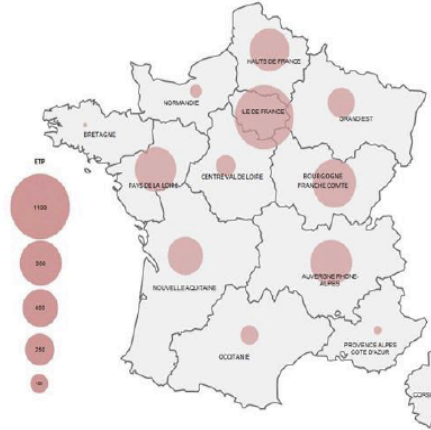 HAUTS DE FRANCE
NORMANDIE
ILE DE FRANCE
GRAND EST
BRETAGNE
ETP
PAYS DE LA LOIRE
CENTRE VAL DE LOIRE
BOURGOGNE
FRANCHE COMTE
1100
AUVERGNE RHONE-
ALPES
NOUVELLE AQUITAINE
250
PROVENCE ALPES
COTE D'AZUR
OCCITANIE
CORSE